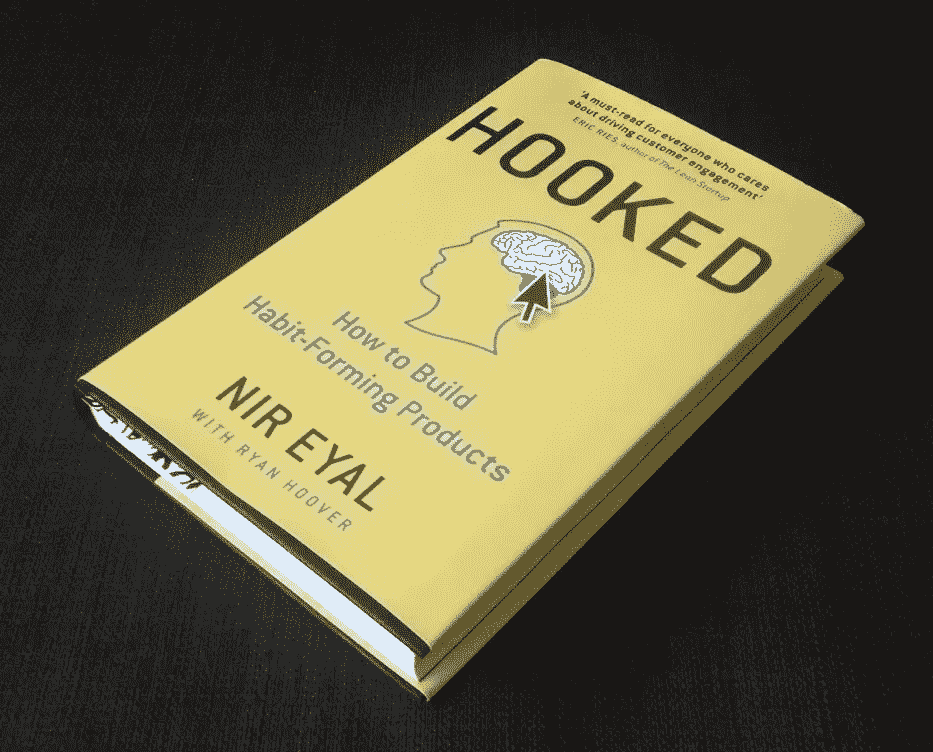 'A must-read for everyone who cares
about driving customer engagement'
ERIC RIES, author of The Lean Startup
HOOKED
How to Build
Habit-Forming Products
NIR EYAL
WITH RYAN HOOVER